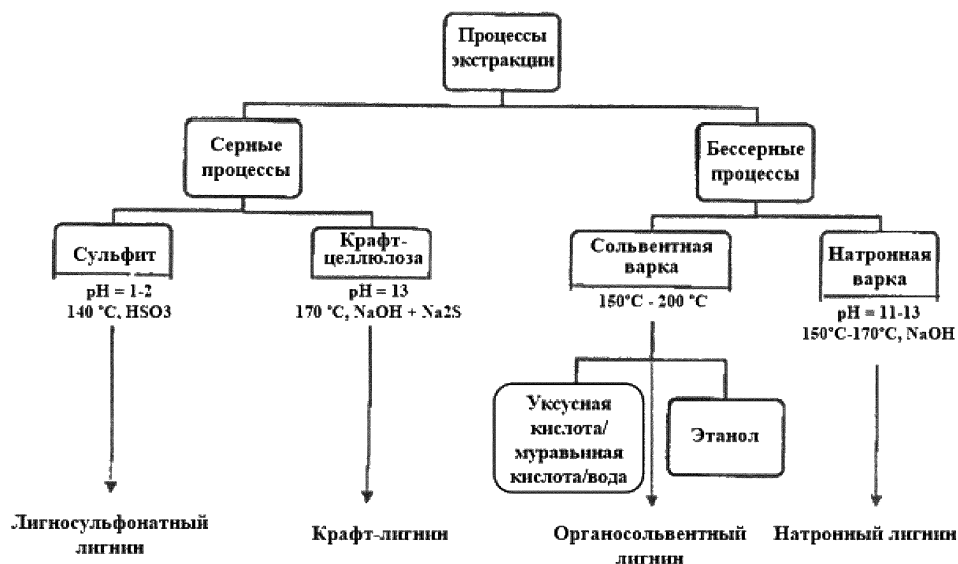 Процессы
экстракции
Серные
процессы
Бессерные
процессы
Сульфит
pH = 1-2
140 °C, HSO3
Крафт-
целлюлоза
pH = 13
170 °C, NaOH + Na2S
Сольвентная
варка
150°C - 200 °C
Натронная
варка
pH = 11-13
150°C-170°C, NaOH
Уксусная
кислота/
муравьиная
кислота/вода
Этанол
Лигносульфонатный
лигнин
Крафт-лигнин
Органосольвентный
лигнин
Натронный лигнин